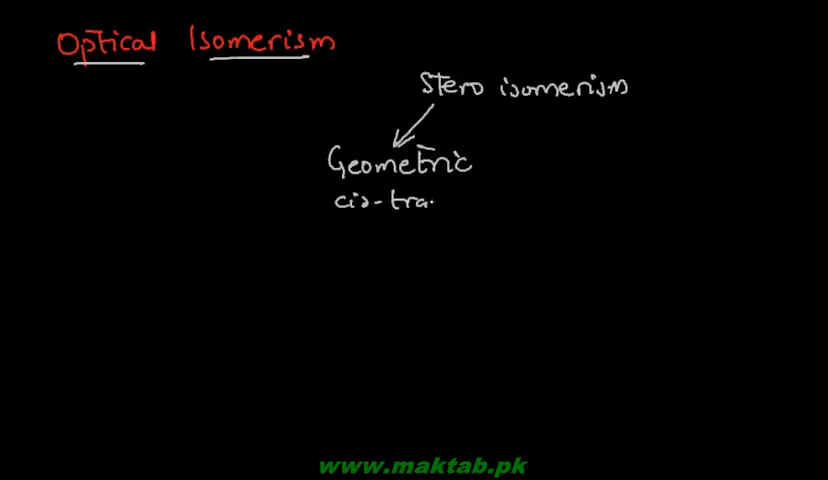 Optical Isomerism
Stero isomerism
Geometric
cis-tra
www.maktab.pk